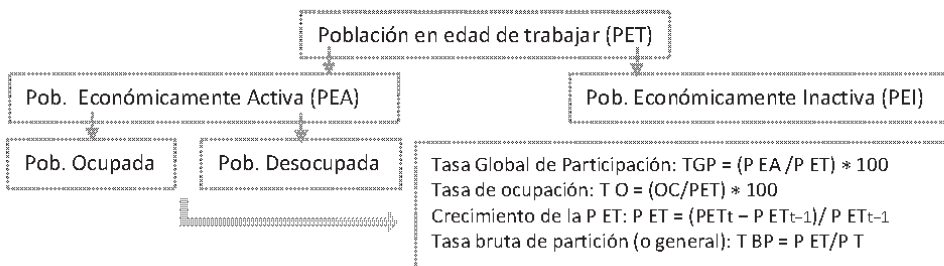 Población en edad de trabajar (PET)
Pob. Económicamente Activa (PEA)
Pob. Económicamente Inactiva (PEI)
Pob. Ocupada
Pob. Desocupada
Tasa Global de Participación: TGP = (P EA /P ET) * 100
Tasa de ocupación: T O = (OC/PET) * 100
Crecimiento de la P ET: P ET = (PETt – P ETt–1)/ P ETt–1
Tasa bruta de partición (o general): T BP = P ET/P T